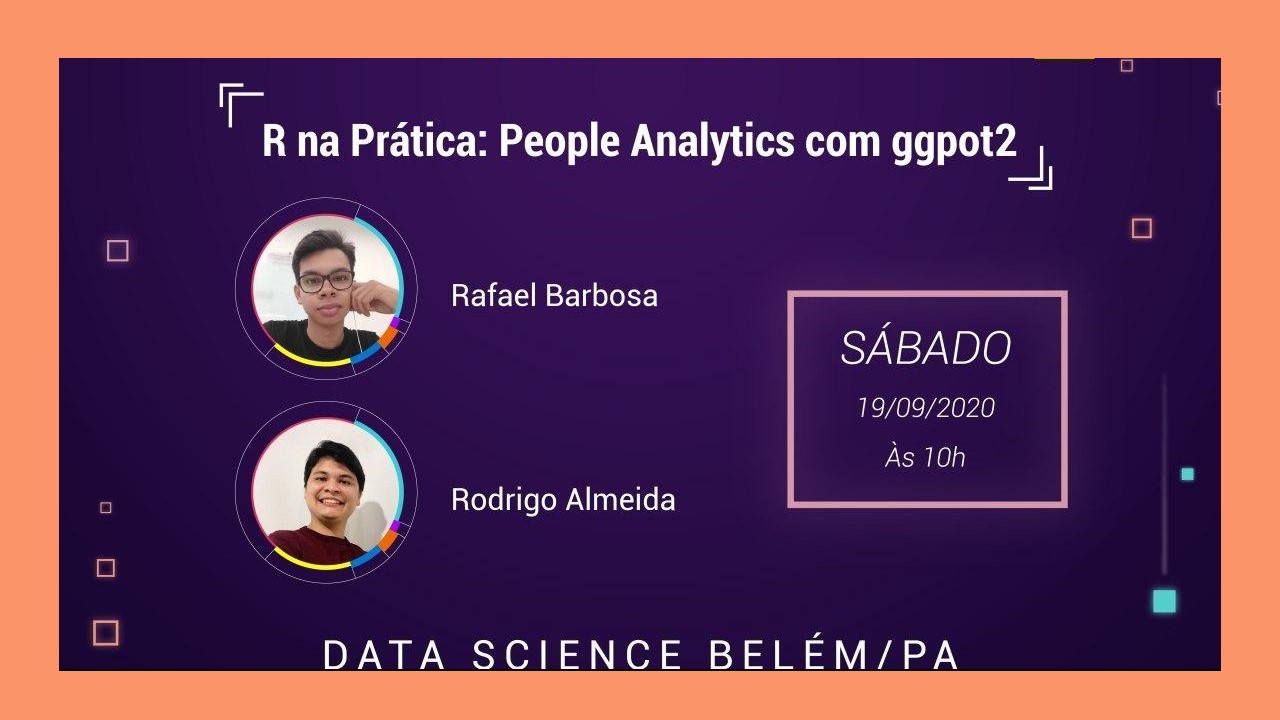 R na Prática: People Analytics com ggpot2
Rafael Barbosa
SÁBADO
19/09/2020
Às 10h
Rodrigo Almeida
DATA SCIENCE BELÉM/PA